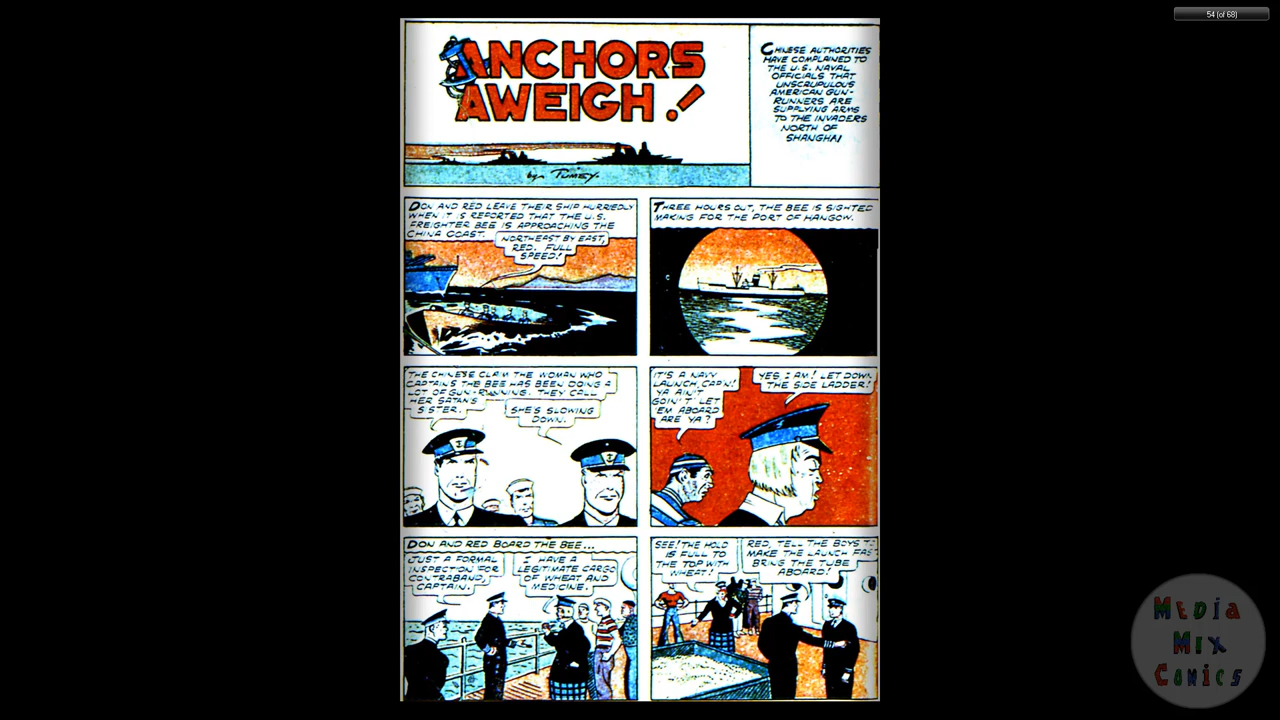 54 (of 68)
ANCHORS
AWEIGH!
by Tumey.
CHINESE AUTHORITIES
HAVE COMPLAINED TO
THE U.S. NAVAL
OFFICIALS THAT
UNSCRUPULOUS
AMERICAN GUN-
RUNNERS ARE
SUPPLYING ARMS
TO THE INVADERS
NORTH OF
SHANGHAI
DON AND RED LEAVE THEIR SHIP HURRIEDLY
WHEN IT IS REPORTED THAT THE U.S.
FREIGHTER BEE IS APPROACHING THE
CHINA COAST.
NORTHEAST BY EAST,
RED. FULL
SPEED!
THREE HOURS OUT, THE BEE IS SIGHTED
MAKING FOR THE PORT OF HANGOW.
THE CHINESE CLAIM THE WOMAN WHO
CAPTAINS THE BEE HAS BEEN DOING A
LOT OF GUN-RUNNING. THEY CALL
HER SATAN'S
SISTER.
SHE'S SLOWING
DOWN.
IT'S A NAVY
LAUNCH, CAP'N!
YA AIN'T
GOIN' T' LET
'EM ABOARD
ARE YA?
YES, I AM! LET DOWN
THE SIDE LADDER!
DON AND RED BOARD THE BEE...
JUST A FORMAL
INSPECTION FOR
CONTRABAND,
CAPTAIN.
I HAVE A
LEGITIMATE CARGO
OF WHEAT AND
MEDICINE.
SEE! THE HOLD
IS FULL TO
THE TOP WITH
WHEAT!
RED, TELL THE BOYS TO
MAKE THE LAUNCH FAST
BRING THE TUBE
ABOARD!
MEDIA
MIX
COMICS